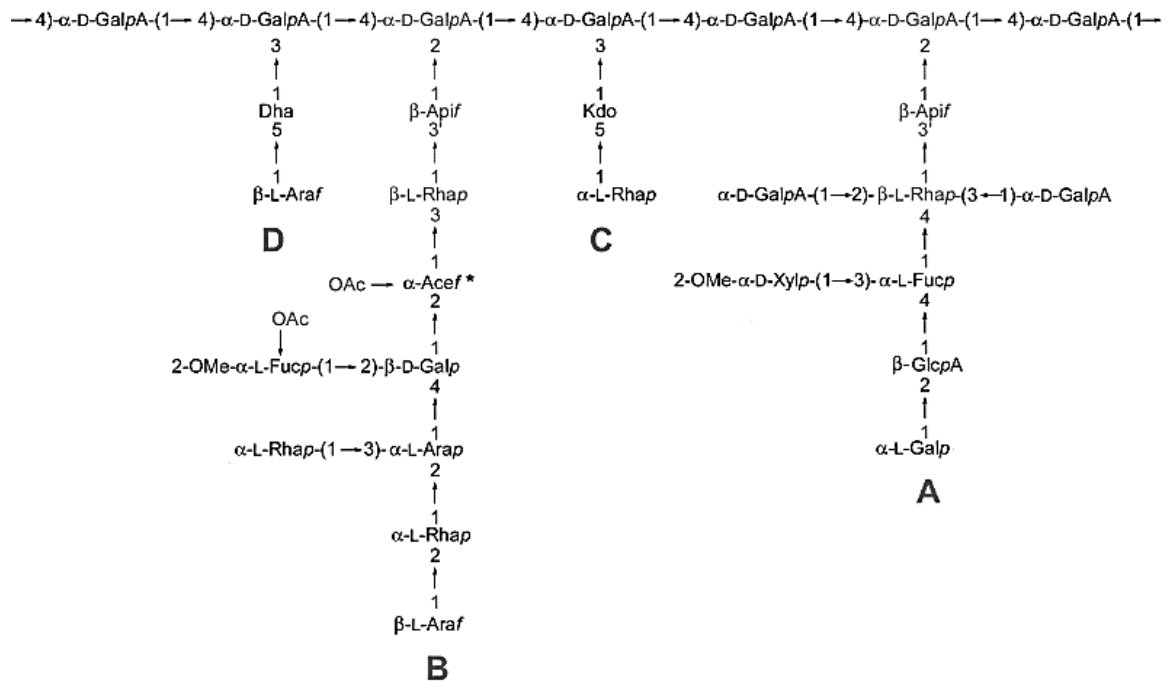 → 4)-α-D-GalpA-(1 → 4)-α-D-GalpA-(1 → 4)-α-D-GalpA-(1 → 4)-α-D-GalpA-(1 → 4)-α-D-GalpA-(1 → 4)-α-D-GalpA-(1 → 4)-α-D-GalpA-(1 →
3 2 3 2
↑ ↑ ↑ ↑
1 1 1 1
Dha β-Apif Kdo β-Apif
5 3' 5 3'
↑ ↑ ↑ ↑
1 1 1 1
β-L-Araf β-L-Rhap α-L-Rhap α-D-GalpA-(1→2)-β-L-Rhap-(3←1)-α-D-GalpA
D 3 C 4
↑ ↑
1 1
OAc → α-Acef * 2-OMe-α-D-Xylp-(1→3)-α-L-Fucp
2 4
OAc ↑ ↑
↓ 1 1
2-OMe-α-L-Fucp-(1→2)-β-D-Galp β-GlcpA
4 2
↑ ↑
1 1
α-L-Rhap-(1→3)-α-L-Arap α-L-Galp
2 A
↑
1
α-L-Rhap
2
↑
1
β-L-Araf
B